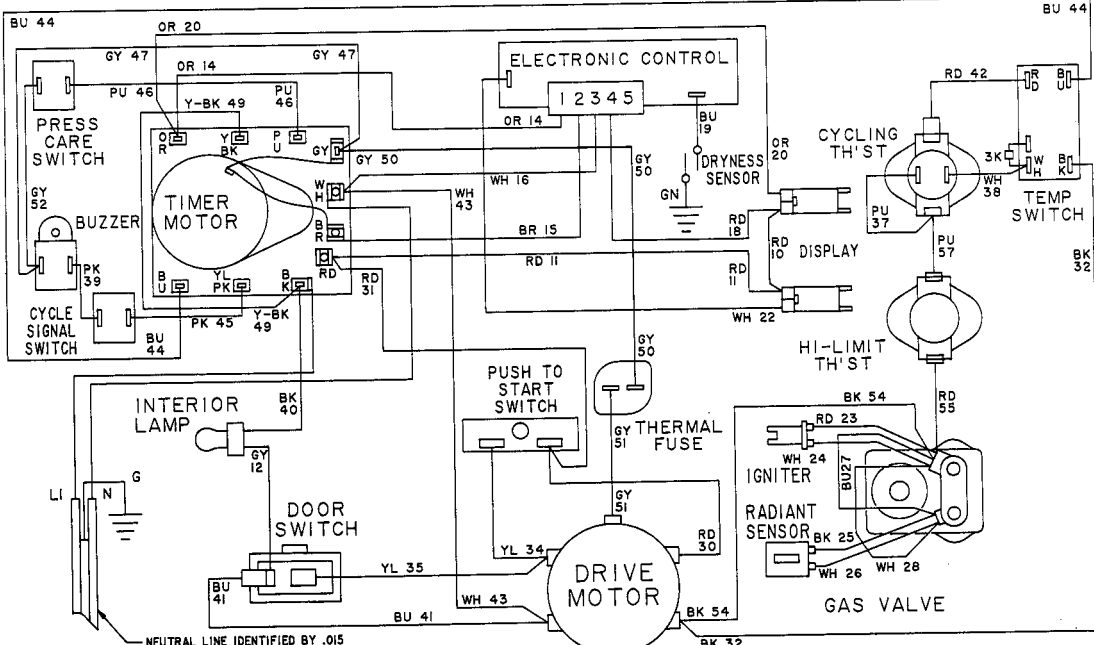 BU 44
OR 20
BU 44
GY 47
GY 47
ELECTRONIC CONTROL
OR 14
RD 42
R
D
B
U
PU 46
PU
46
1 2 3 4 5
Y-BK 49
OR 14
BU
19
PRESS
CARE
SWITCH
O
R
Y
BK
P
U
GY
GY 50
CYCLING
TH'ST
OR
20
3K
GY
50
DRYNESS
SENSOR
W
H
B
K
WH 16
WH
38
TEMP
SWITCH
GY
52
TIMER
MOTOR
W
H
WH
43
GN
BUZZER
PU
37
RD
18
B
R
BR 15
RD
10
DISPLAY
PU
57
PK
39
RD
RD 11
RD
11
BK
32
B
U
YL
PK
B
K
RD
31
CYCLE
SIGNAL
SWITCH
PK 45
Y-BK
49
WH 22
BU
44
GY
50
HI-LIMIT
TH'ST
PUSH TO
START
SWITCH
INTERIOR
LAMP
BK
40
BK 54
RD
55
RD 23
GY
51
THERMAL
FUSE
GY
12
WH 24
BU27
IGNITER
L1
N
G
DOOR
SWITCH
GY
51
RADIANT
SENSOR
RD
30
BK 25
YL 34
YL 35
DRIVE
MOTOR
WH 26
WH 28
BU
41
WH 43
BK 54
GAS VALVE
BU 41
NEUTRAL LINE IDENTIFIED BY .015
BK 32